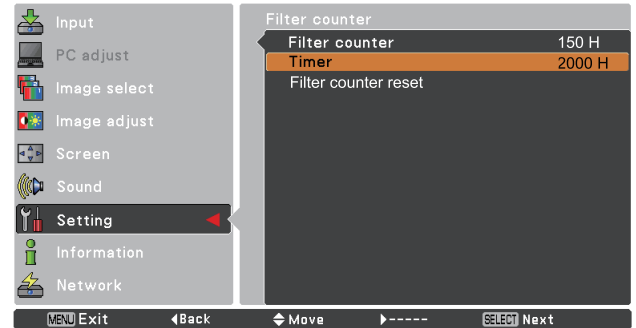 Input
PC adjust
Image select
Image adjust
Screen
Sound
Setting
Information
Network
Filter counter
Filter counter 150 H
Timer 2000 H
Filter counter reset
MENU Exit Back Move ----- SELECT Next